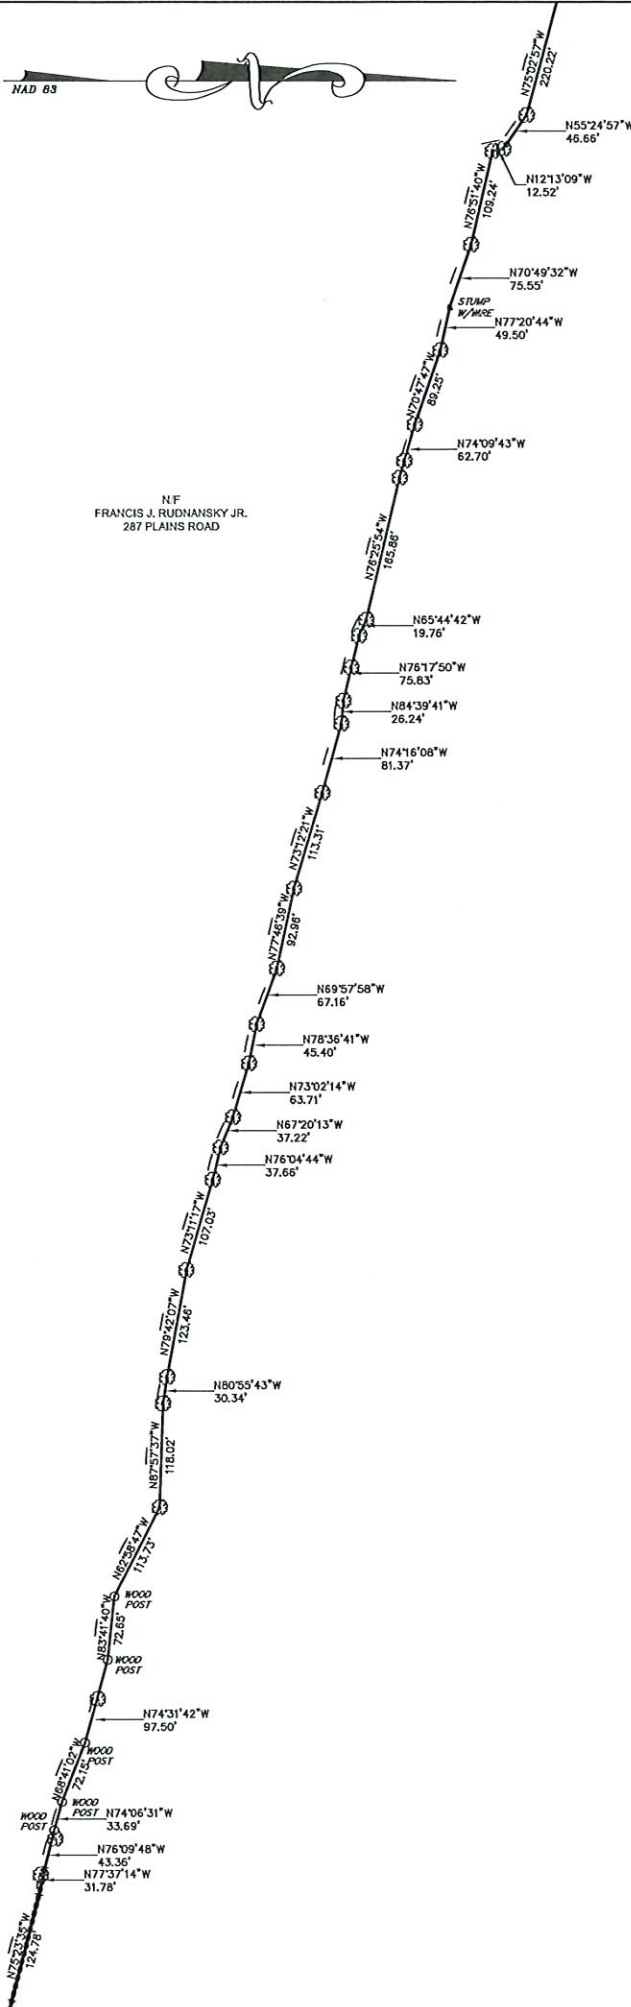 NAD 83
N
N75°02'57"W
220.22'
N55°24'57"W
46.66'
N12°13'09"W
12.52'
N76°51'40"W
109.24'
N70°49'32"W
75.55'
STUMP
W/WIRE
N77°20'44"W
49.50'
N70°47'47"W
89.25'
N74°09'43"W
62.70'
N/F
FRANCIS J. RUDNANSKY JR.
287 PLAINS ROAD
N76°25'54"W
165.86'
N65°44'42"W
19.76'
N76°17'50"W
75.83'
N84°39'41"W
26.24'
N74°16'08"W
81.37'
N73°12'21"W
113.31'
N77°46'39"W
92.96'
N69°57'58"W
67.16'
N78°36'41"W
45.40'
N73°02'14"W
63.71'
N67°20'13"W
37.22'
N76°04'44"W
37.66'
N73°11'17"W
107.03'
N79°42'07"W
123.46'
N80°55'43"W
30.34'
N87°57'37"W
118.02'
N62°58'47"W
113.73'
WOOD
POST
N83°41'40"W
72.65'
WOOD
POST
N74°31'42"W
97.50'
WOOD
POST
N68°41'02"W
72.15'
WOOD
POST
N74°06'31"W
33.69'
WOOD
POST
N76°09'48"W
43.36'
N77°37'14"W
31.78'
N75°23'35"W
124.78'